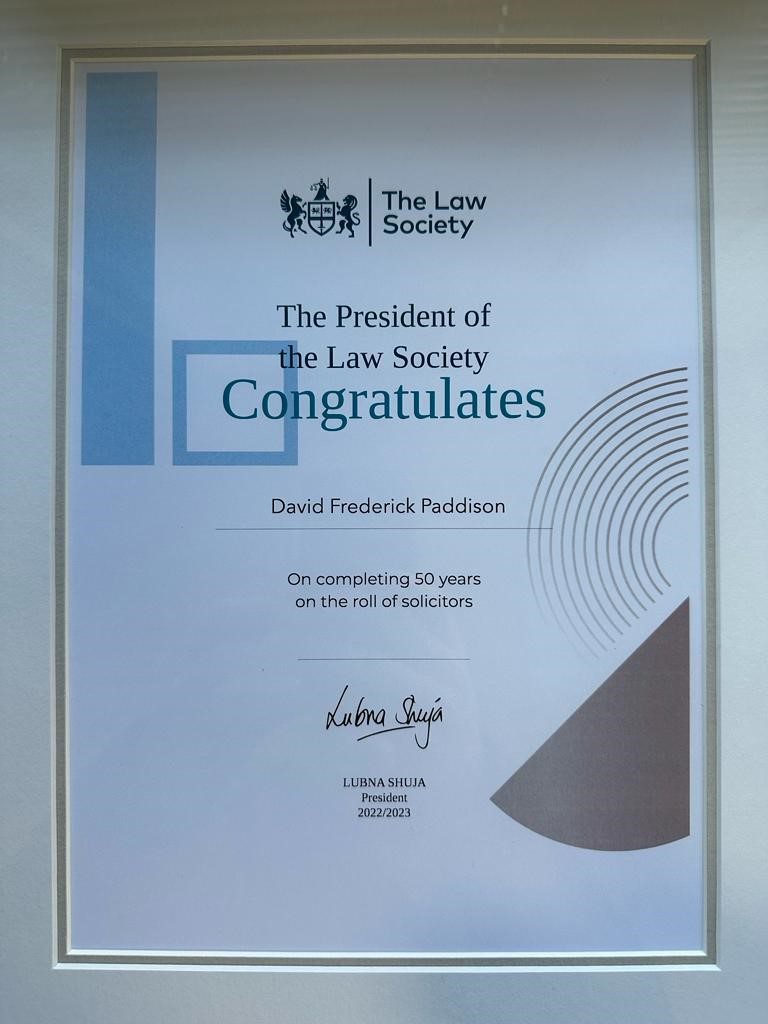 The Law
Society
The President of
the Law Society
Congratulates
David Frederick Paddison
On completing 50 years
on the roll of solicitors
Lubna Shuja
LUBNA SHUJA
President
2022/2023